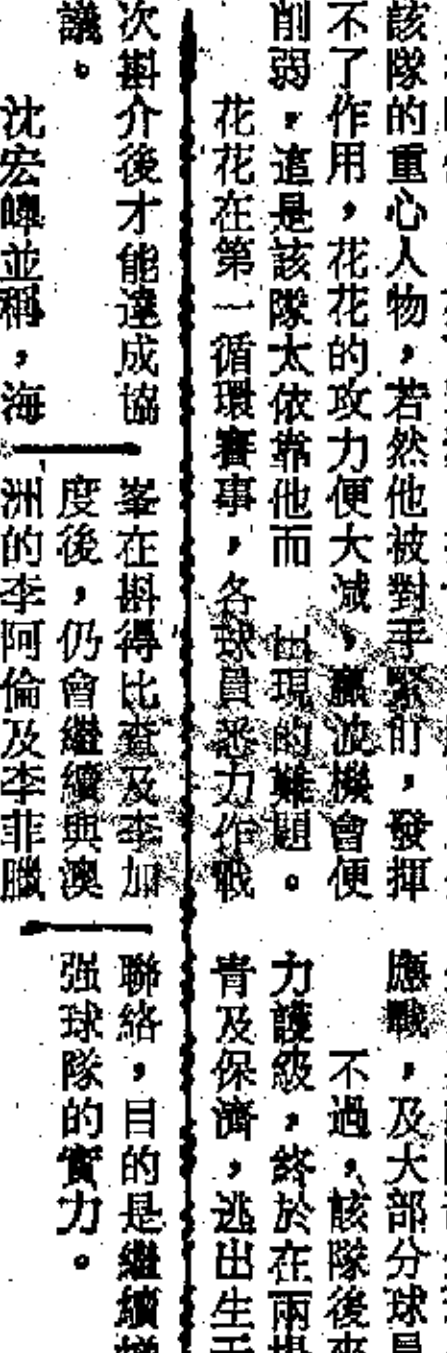 該隊的重心人物，若然他被對手緊盯，發揮
不了作用，花花的攻力便大減，贏波機會便
削弱，這是該隊太依靠他而出現的難題。
花花在第一循環賽事，各球員悉力作戰
應戰，及大部分球員
不過，該隊後來
力護級，終於在兩場
青及保濟，逃出生天
次斟介後才能達成協
議。
沈宏並稱，海
峯在斟得比查及李加
度後，仍會繼續與澳
洲的李阿倫及李菲臘
聯絡，目的是繼續增
强球隊的實力。